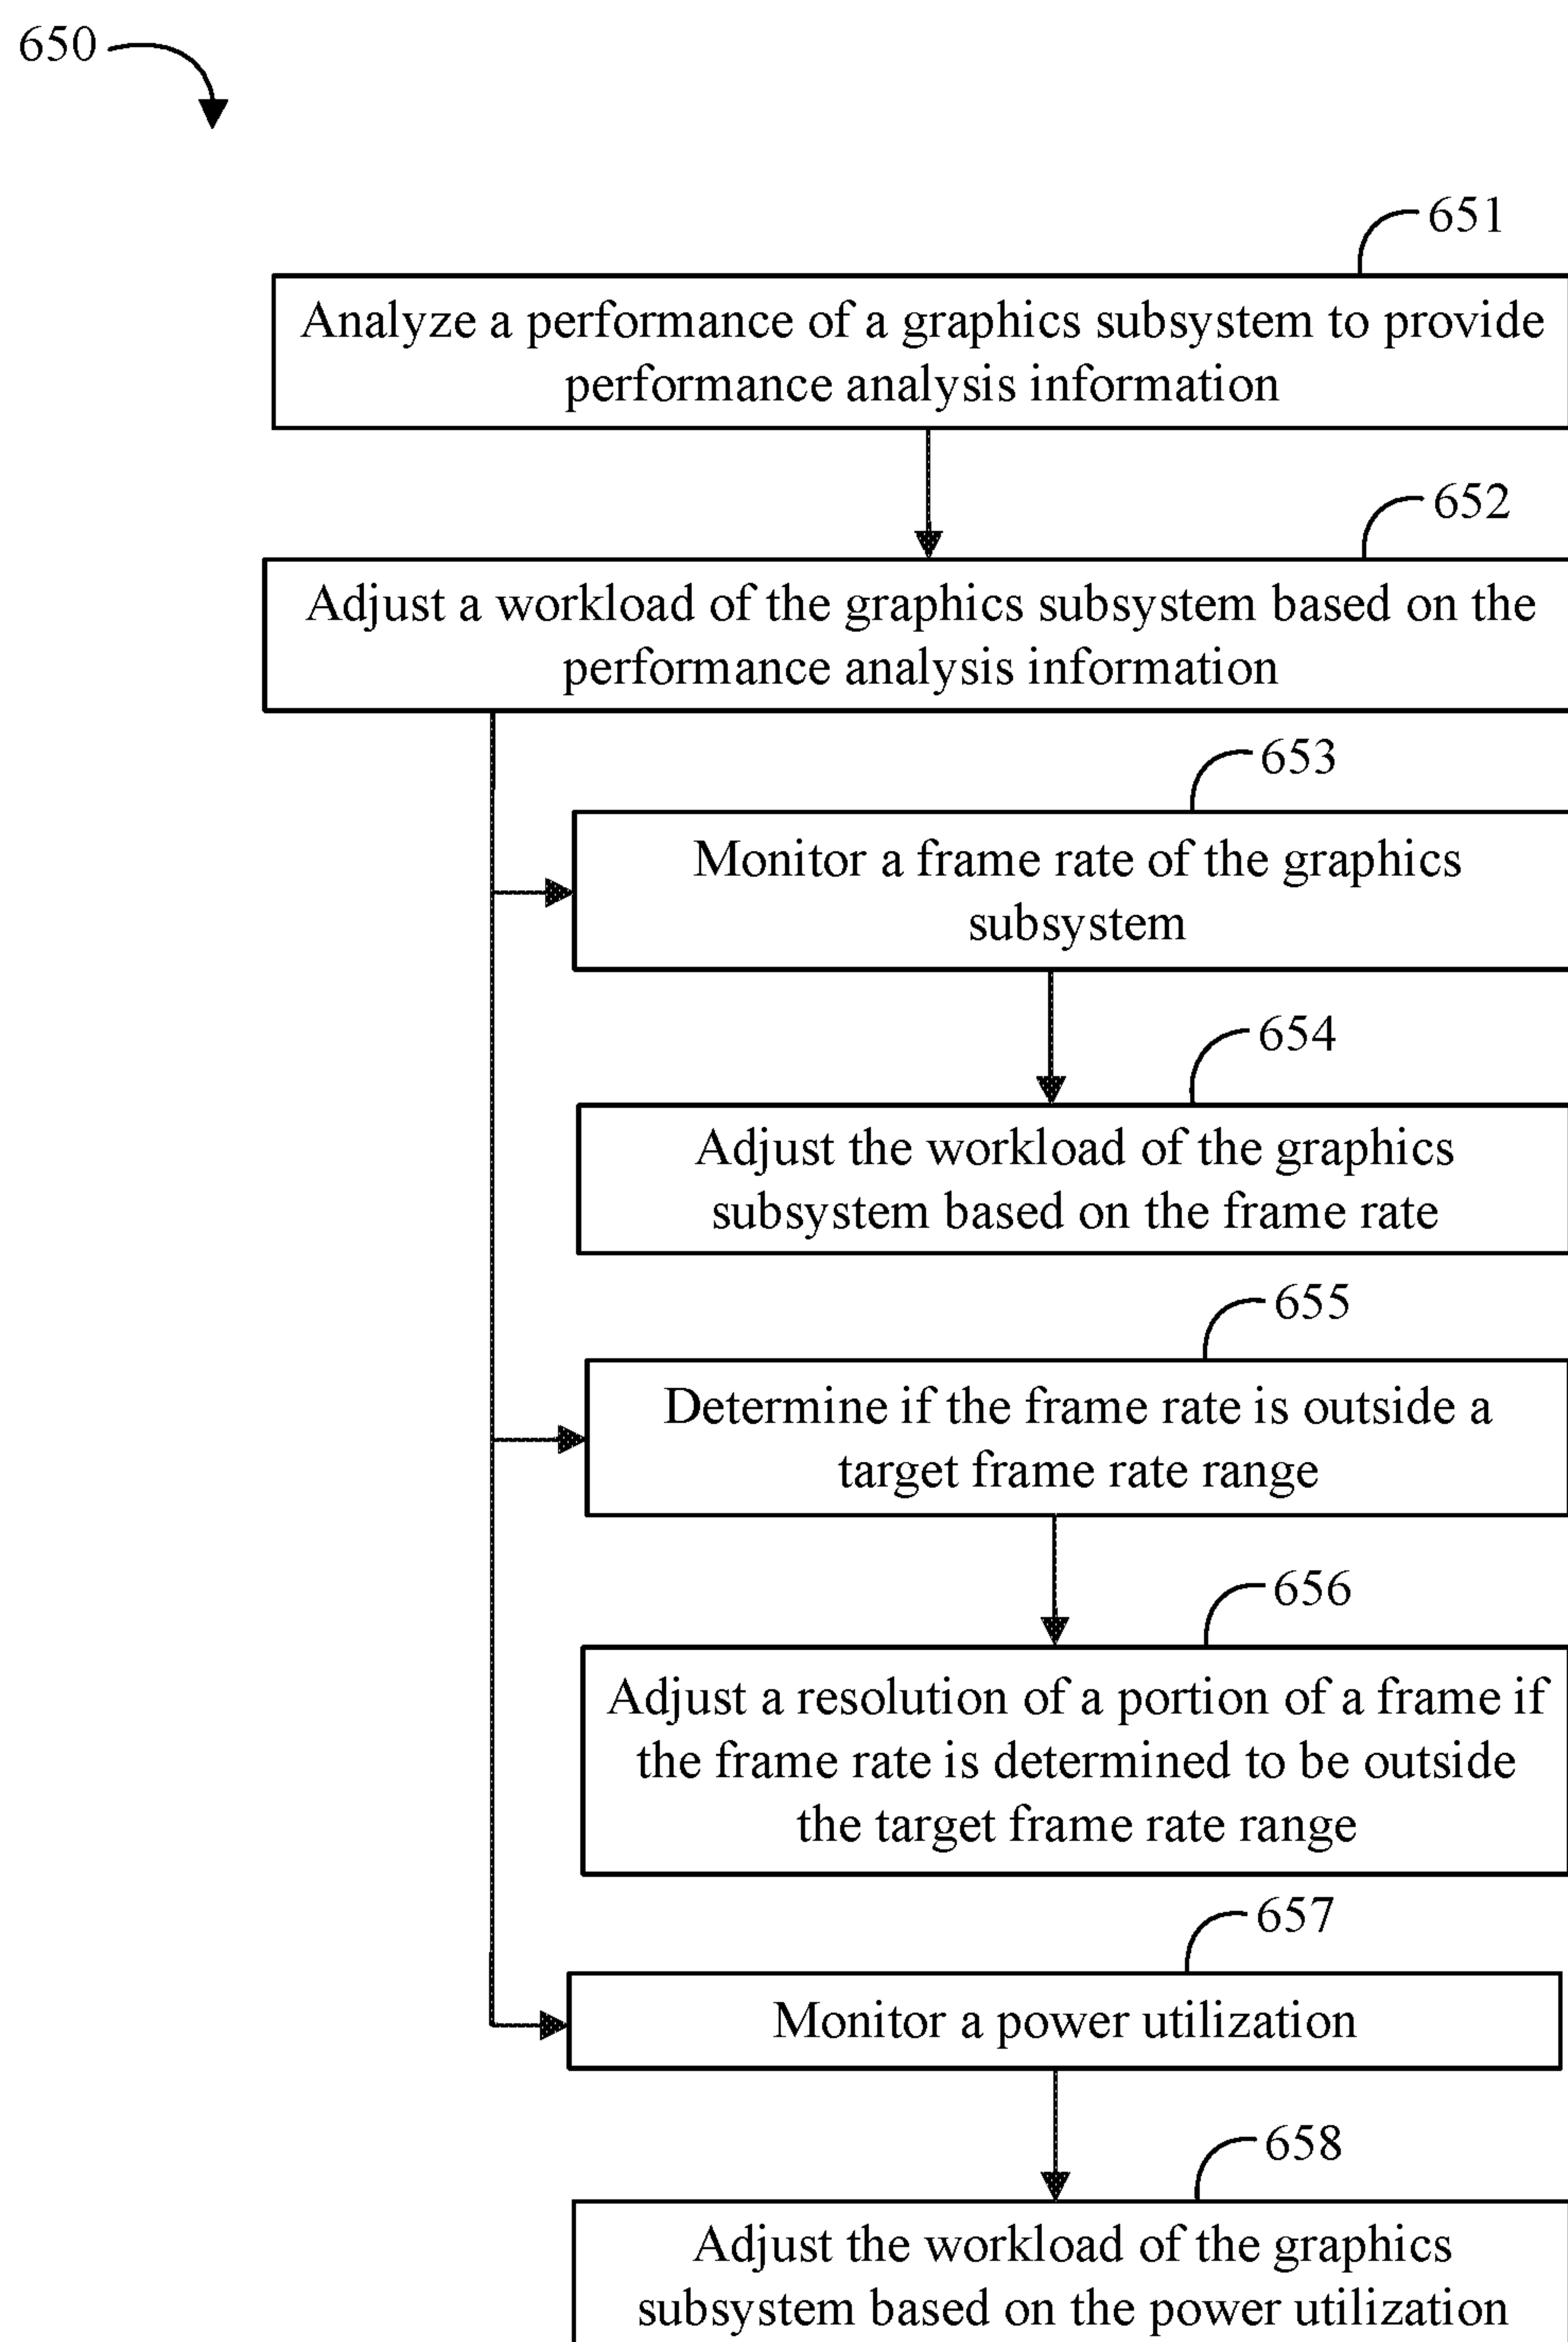 650
651
Analyze a performance of a graphics subsystem to provide
performance analysis information
652
Adjust a workload of the graphics subsystem based on the
performance analysis information
653
Monitor a frame rate of the graphics
subsystem
654
Adjust the workload of the graphics
subsystem based on the frame rate
655
Determine if the frame rate is outside a
target frame rate range
656
Adjust a resolution of a portion of a frame if
the frame rate is determined to be outside
the target frame rate range
657
Monitor a power utilization
658
Adjust the workload of the graphics
subsystem based on the power utilization